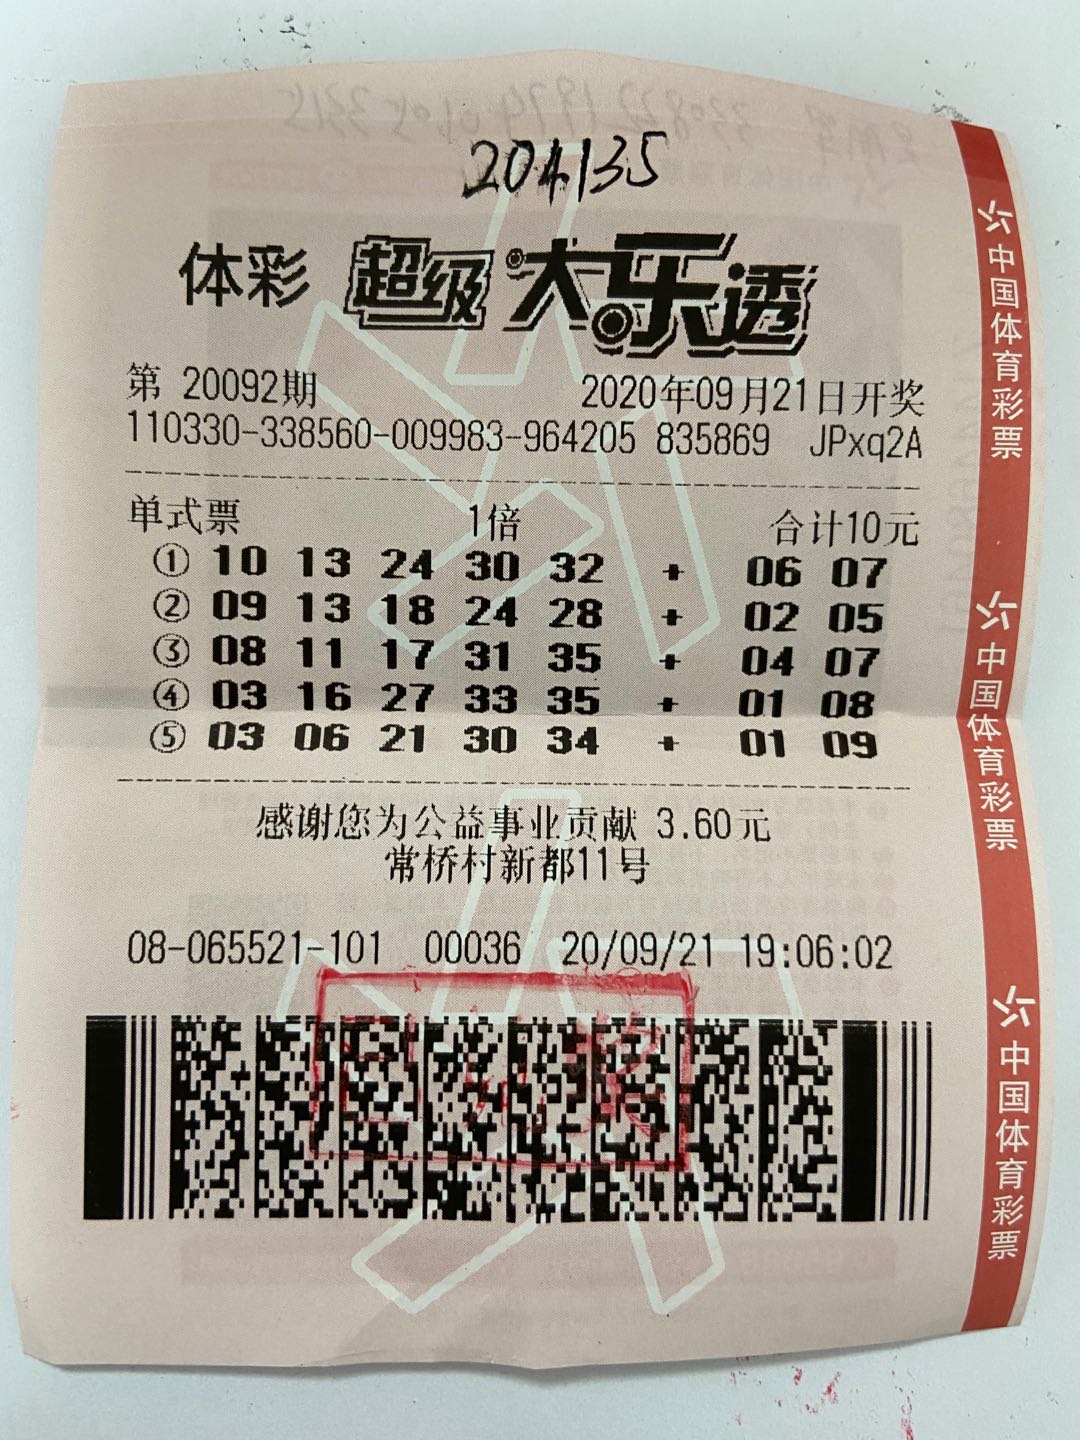 204135
体彩 超级大乐透
第 20092期 2020年09月21日开奖
110330-338560-009983-964205 835869 JPxq2A
单式票 1倍 合计10元
① 10 13 24 30 32 + 06 07
② 09 13 18 24 28 + 02 05
③ 08 11 17 31 35 + 04 07
④ 03 16 27 33 35 + 01 08
⑤ 03 06 21 30 34 + 01 09
感谢您为公益事业贡献 3.60元
常桥村新都11号
08-065521-101 00036 20/09/21 19:06:02
中国体育彩票
中国体育彩票
中国体育彩票